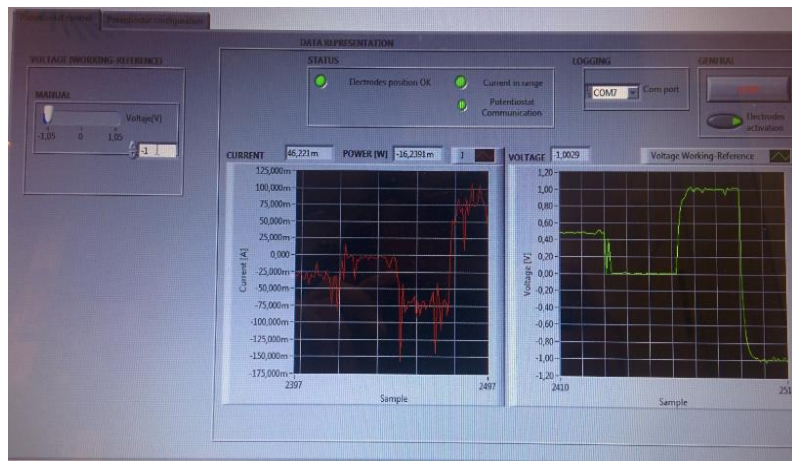 Potentiostat configuration
DATA REPRESENTATION
VOLTAGE (WORKING-REFERENCE)
STATUS
LOGGING
GENERAL
Electrodes position OK
Current in range
COM7
Com port
Potentiostat
Communication
MANUAL
Voltage(V)
Electrodes
activation
-1,05 0 1,05
-1
CURRENT 46,221m POWER [W] -16,2391m I
VOLTAGE -1,0029 Voltage Working-Reference
125,000m
100,000m
75,000m
50,000m
25,000m
0,000
-25,000m
-50,000m
-75,000m
-100,000m
-125,000m
-150,000m
-175,000m
Current [A]
2397 2497
Sample
1,20
1,00
0,80
0,60
0,40
0,20
0,00
-0,20
-0,40
-0,60
-0,80
-1,00
-1,20
Voltage [V]
2410 251
Sample